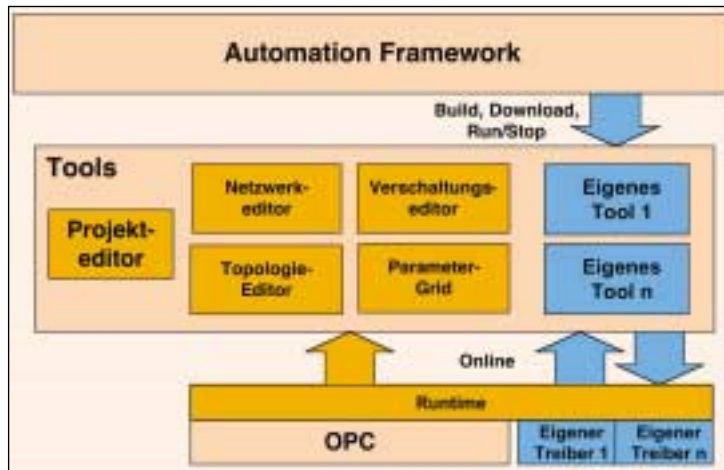 Automation Framework
Build, Download,
Run/Stop
Tools
Netzwerk-
editor
Verschaltungs-
editor
Eigenes
Tool 1
Projekt-
editor
Topologie-
Editor
Parameter-
Grid
Eigenes
Tool n
Online
Runtime
OPC
Eigener
Treiber 1
Eigener
Treiber n